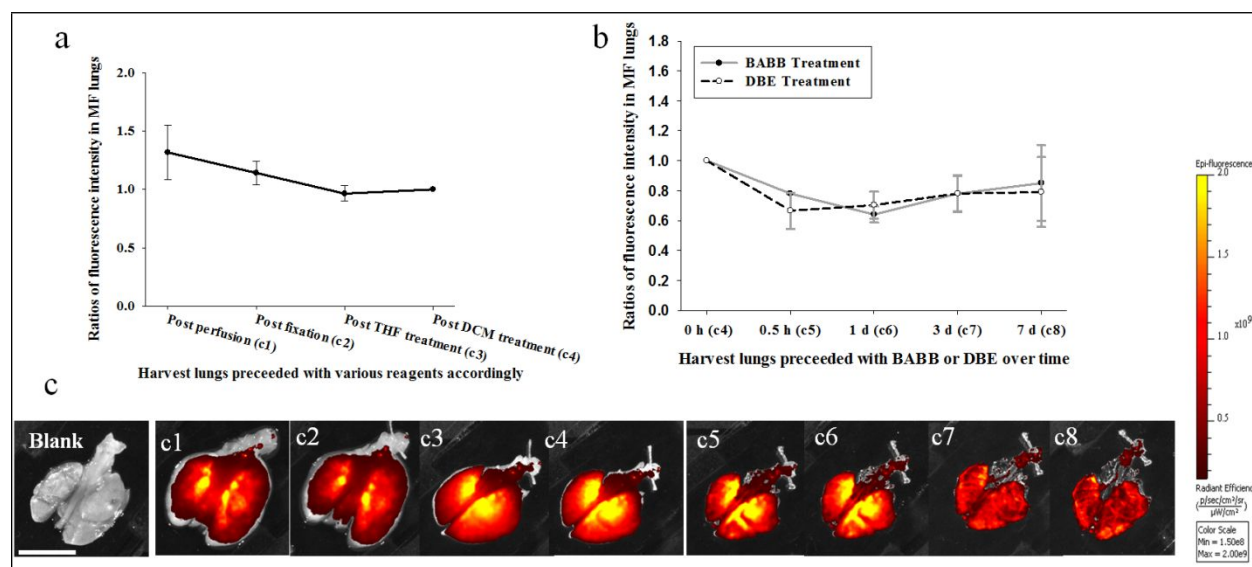 a
Ratios of fluorescence intensity in MF lungs
2.0
1.5
1.0
0.5
0.0
Post perfusion (c1)
Post fixation (c2)
Post THF treatment (c3)
Post DCM treatment (c4)
Harvest lungs preceeded with various reagents accordingly
b
Ratios of fluorescence intensity in MF lungs
1.8
1.6
1.4
1.2
1.0
0.8
0.6
0.4
0.2
0.0
BABB Treatment
DBE Treatment
0 h (c4)
0.5 h (c5)
1 d (c6)
3 d (c7)
7 d (c8)
Harvest lungs preceeded with BABB or DBE over time
c
Blank
c1
c2
c3
c4
c5
c6
c7
c8
Epi-fluorescence
2.0
1.5
1.0
0.5
x10⁹
Radiant Efficiency
(p/sec/cm²/sr
µW/cm²)
Color Scale
Min = 1.50e8
Max = 2.00e9